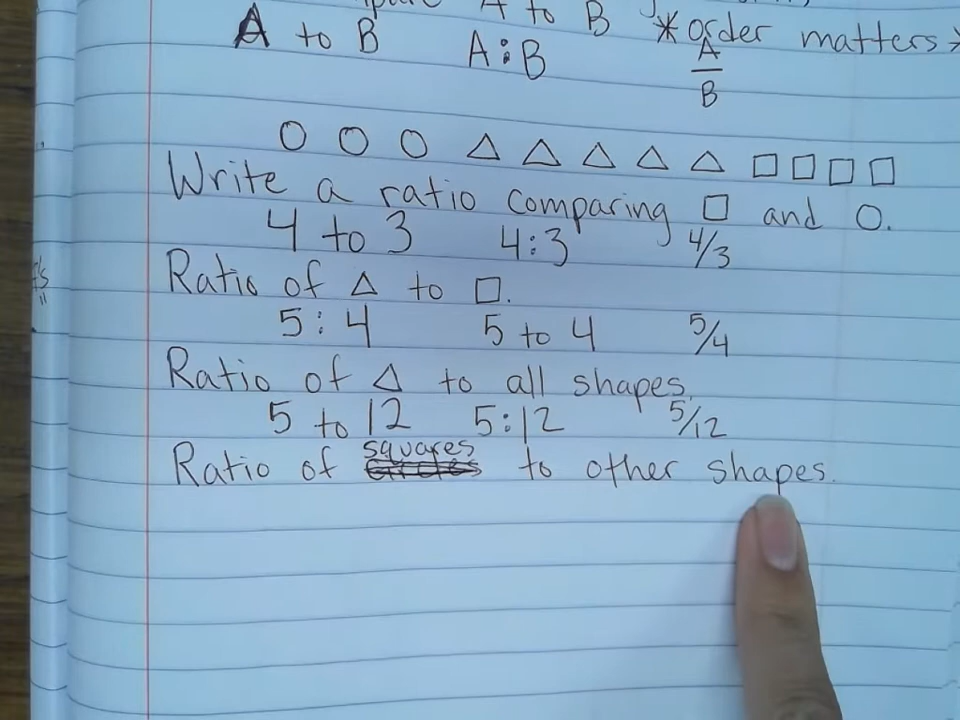 A to B
A to B A:B *order matters*
A/B
Write a ratio comparing □ and ○.
4 to 3 4:3 4/3
Ratio of △ to □.
5:4 5 to 4 5/4
Ratio of △ to all shapes.
5 to 12 5:12 5/12
squares
Ratio of circles to other shapes.